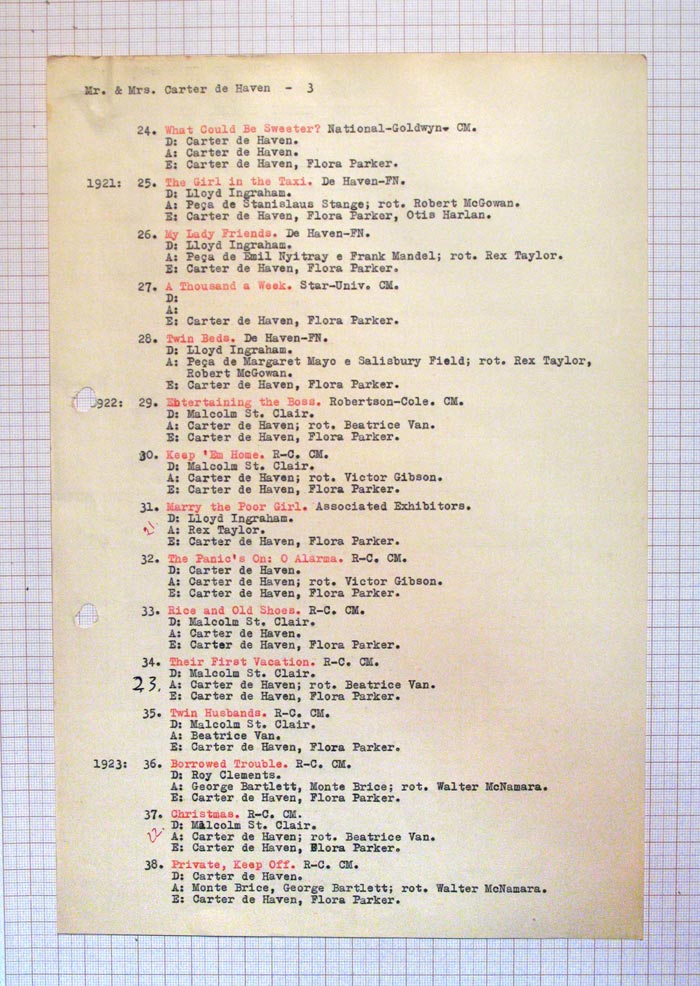 Mr. & Mrs. Carter de Haven - 3
24. What Could Be Sweeter? National-Goldwyn. CM.
D: Carter de Haven.
A: Carter de Haven.
E: Carter de Haven, Flora Parker.
1921: 25. The Girl in the Taxi. De Haven-FN.
D: Lloyd Ingraham.
A: Peça de Stanislaus Stange; rot. Robert McGowan.
E: Carter de Haven, Flora Parker, Otis Harlan.
26. My Lady Friends. De Haven-FN.
D: Lloyd Ingraham.
A: Peça de Emil Nyitray e Frank Mandel; rot. Rex Taylor.
E: Carter de Haven, Flora Parker.
27. A Thousand a Week. Star-Univ. CM.
D:
A:
E: Carter de Haven, Flora Parker.
28. Twin Beds. De Haven-FN.
D: Lloyd Ingraham.
A: Peça de Margaret Mayo e Salisbury Field; rot. Rex Taylor,
Robert McGowan.
E: Carter de Haven, Flora Parker.
1922: 29. Entertaining the Boss. Robertson-Cole. CM.
D: Malcolm St. Clair.
A: Carter de Haven; rot. Beatrice Van.
E: Carter de Haven, Flora Parker.
30. Keep 'Em Home. R-C. CM.
D: Malcolm St. Clair.
A: Carter de Haven; rot. Victor Gibson.
E: Carter de Haven, Flora Parker.
31. Marry the Poor Girl. Associated Exhibitors.
D: Lloyd Ingraham.
21 A: Rex Taylor.
E: Carter de Haven, Flora Parker.
32. The Panic's On: O Alarma. R-C. CM.
D: Carter de Haven.
A: Carter de Haven; rot. Victor Gibson.
E: Carter de Haven, Flora Parker.
33. Rice and Old Shoes. R-C. CM.
D: Malcolm St. Clair.
A: Carter de Haven.
E: Carter de Haven, Flora Parker.
34. Their First Vacation. R-C. CM.
D: Malcolm St. Clair.
23. A: Carter de Haven; rot. Beatrice Van.
E: Carter de Haven, Flora Parker.
35. Twin Husbands. R-C. CM.
D: Malcolm St. Clair.
A: Beatrice Van.
E: Carter de Haven, Flora Parker.
1923: 36. Borrowed Trouble. R-C. CM.
D: Roy Clements.
A: George Bartlett, Monte Brice; rot. Walter McNamara.
E: Carter de Haven, Flora Parker.
37. Christmas. R-C. CM.
D: Malcolm St. Clair.
22 A: Carter de Haven; rot. Beatrice Van.
E: Carter de Haven, Flora Parker.
38. Private, Keep Off. R-C. CM.
D: Carter de Haven.
A: Monte Brice, George Bartlett; rot. Walter McNamara.
E: Carter de Haven, Flora Parker.